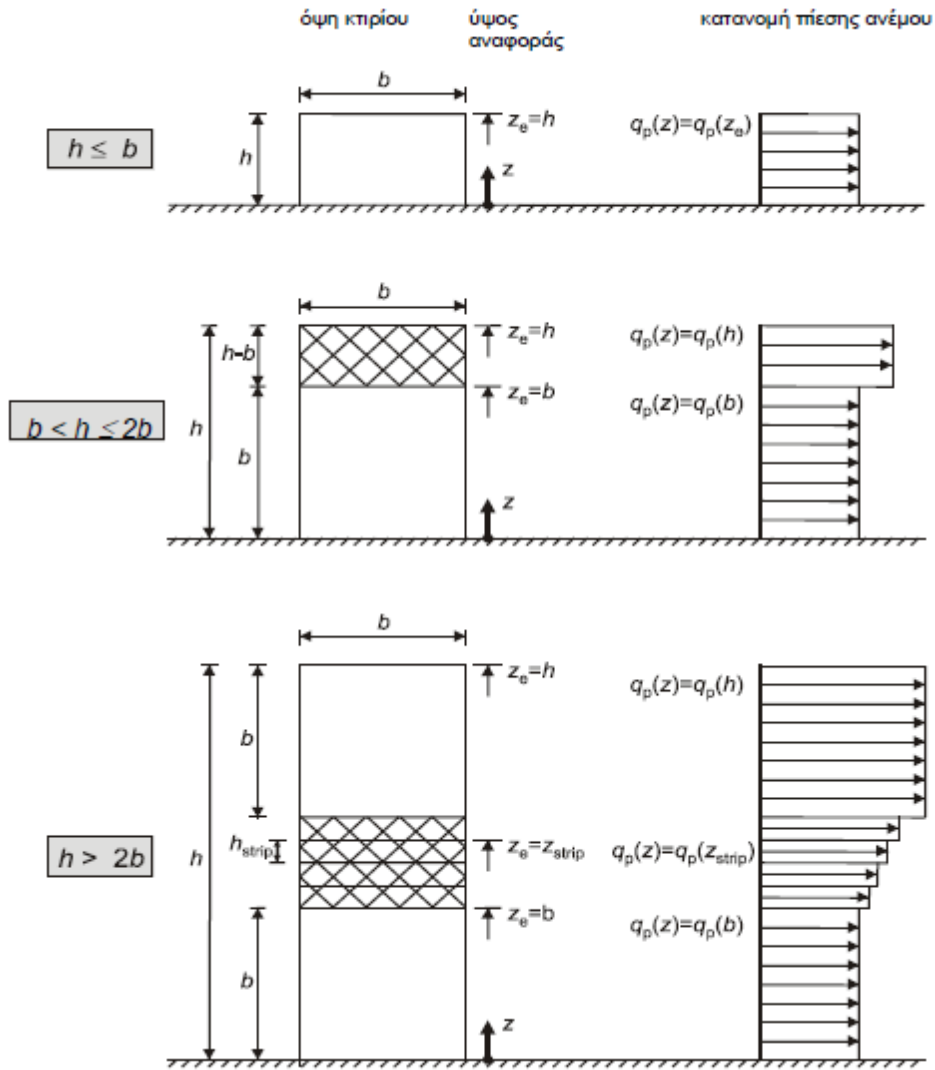 όψη κτιρίου
ύψος
αναφοράς
κατανομή πίεσης ανέμου
b
h ≤ b
h
z_e=h
z
q_p(z)=q_p(z_e)
b
b < h ≤ 2b
h
h-b
b
z_e=h
z_e=b
z
q_p(z)=q_p(h)
q_p(z)=q_p(b)
b
h > 2b
h
b
h_strip
b
z_e=h
z_e=z_strip
z_e=b
z
q_p(z)=q_p(h)
q_p(z)=q_p(z_strip)
q_p(z)=q_p(b)